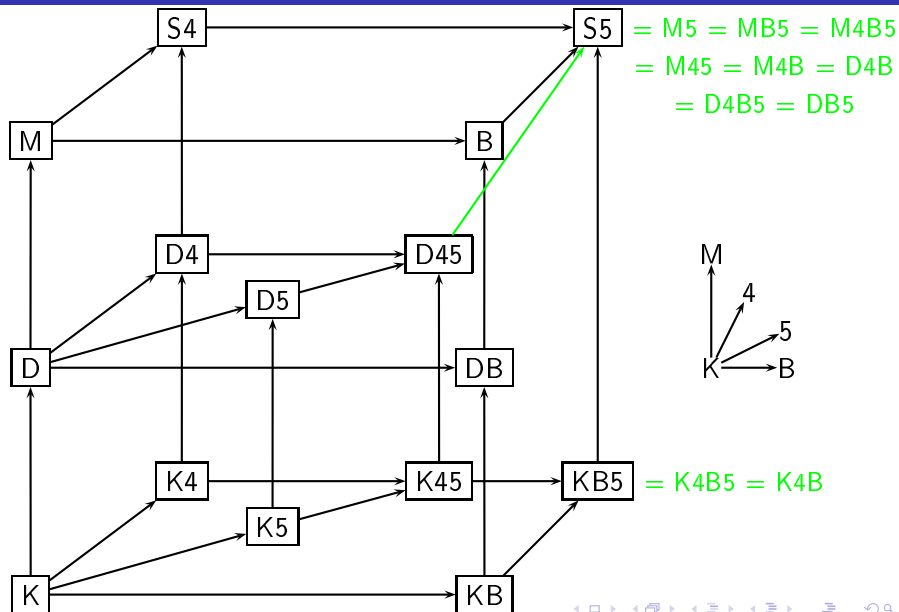 S4 S5 = M5 = MB5 = M4B5
= M45 = M4B = D4B
= D4B5 = DB5
M B
D4 D45 M
D5 4
5
D DB K B
K4 K45 KB5 = K4B5 = K4B
K5
K KB